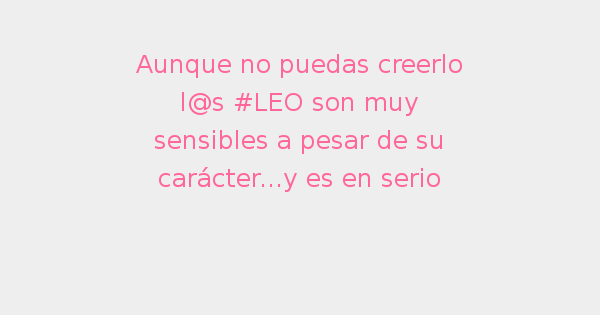 Aunque no puedas creerlo
l@s #LEO son muy
sensibles a pesar de su
carácter...y es en serio